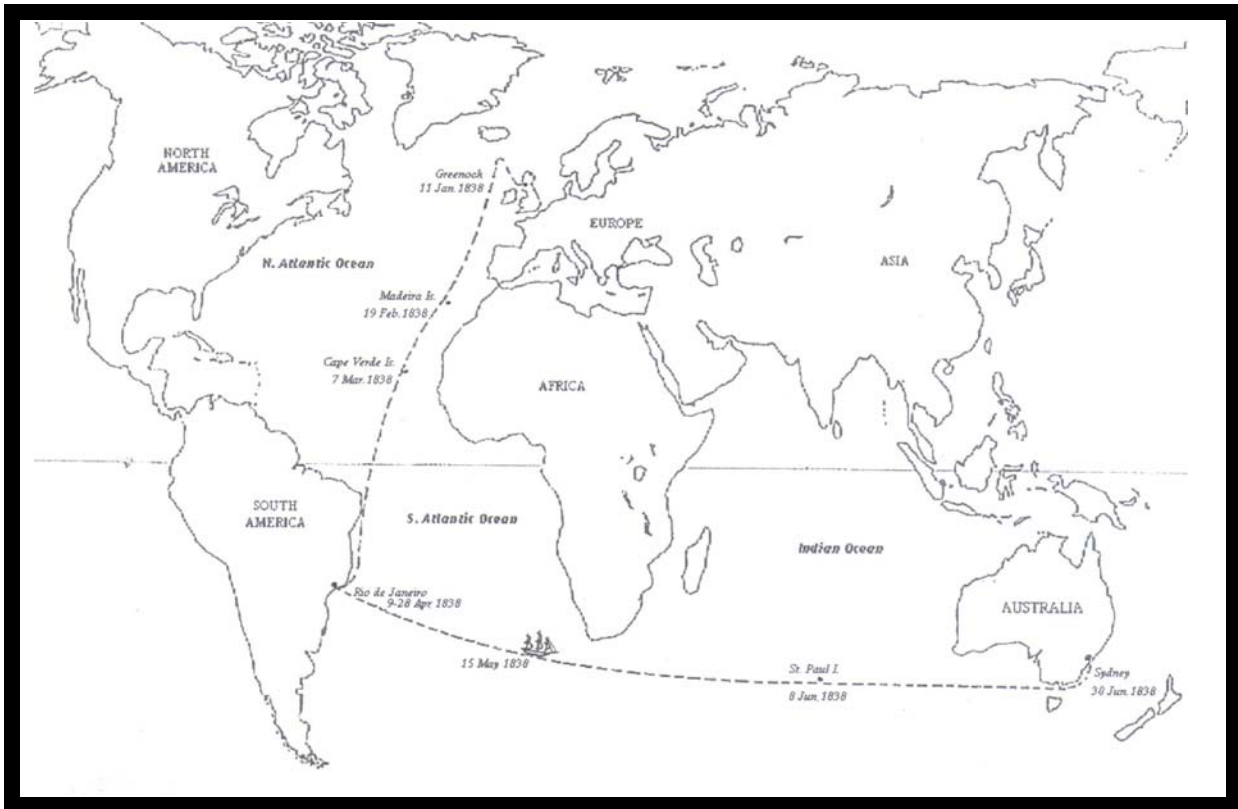 NORTH
AMERICA
Greenock
11 Jan. 1838
EUROPE
ASIA
N. Atlantic Ocean
Madeira Is.
19 Feb. 1838
Cape Verde Is.
7 Mar. 1838
AFRICA
SOUTH
AMERICA
S. Atlantic Ocean
Indian Ocean
Rio de Janeiro
9-28 Apr. 1838
AUSTRALIA
15 May 1838
St. Paul I.
8 Jun. 1838
Sydney
30 Jun. 1838